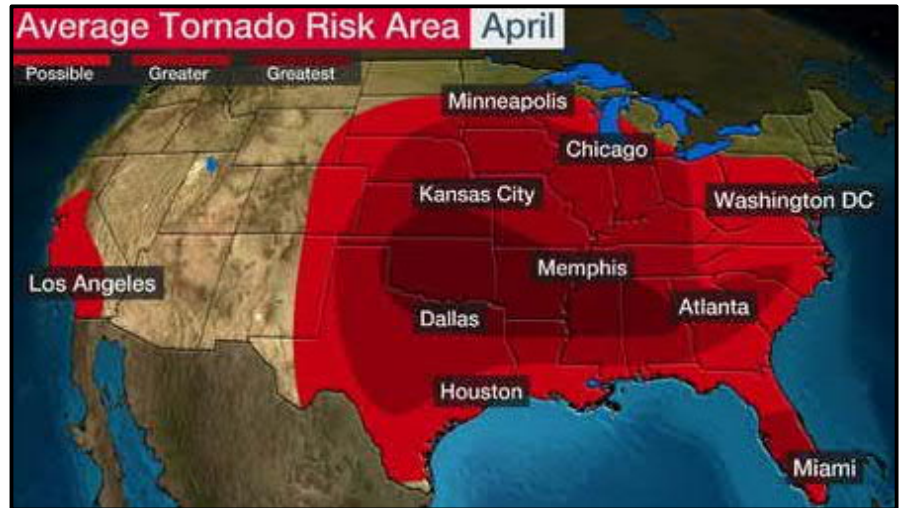 Average Tornado Risk Area April
Possible Greater Greatest
Minneapolis
Chicago
Kansas City
Washington DC
Memphis
Los Angeles
Atlanta
Dallas
Houston
Miami